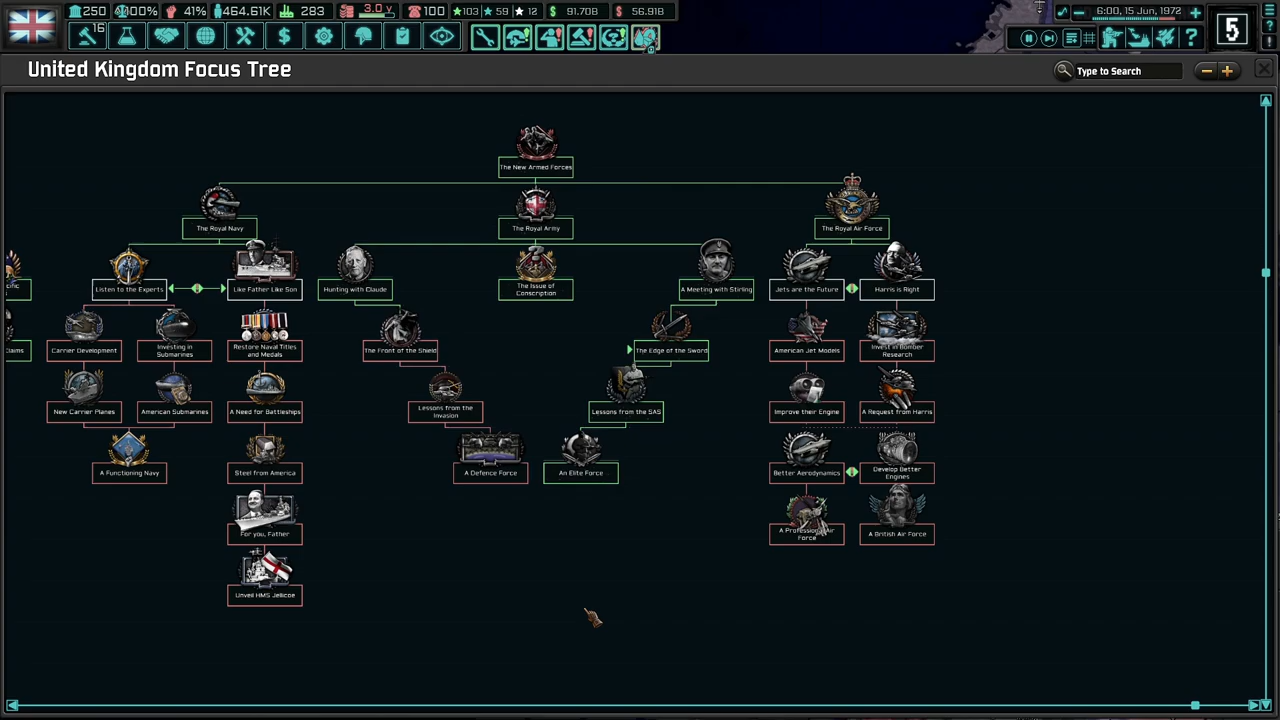 250 400% 41% 464.61K 283 3.0 100 103 59 12 $ 91.70B $ 56.91B
6:00, 15 Jun, 1972
5
16
United Kingdom Focus Tree
Type to Search
The New Armed Forces
The Royal Navy
The Royal Army
The Royal Air Force
Listen to the Experts
Like Father Like Son
Hunting with Claude
The Issue of
Conscription
A Meeting with Stirling
Jets are the Future
Harris is Right
Claims
Carrier Development
Investing in
Submarines
Restore Naval Titles
and Medals
The Front of the Shield
The Edge of the Sword
American Jet Models
Invest in Bomber
Research
New Carrier Planes
American Submarines
A Need for Battleships
Lessons from the
Invasion
Lessons from the SAS
Improve their Engine
A Request from Harris
A Functioning Navy
Steel from America
A Defence Force
An Elite Force
Better Aerodynamics
Develop Better
Engines
For you, Father
A Professional Air
Force
A British Air Force
Unveil HMS Jellicoe